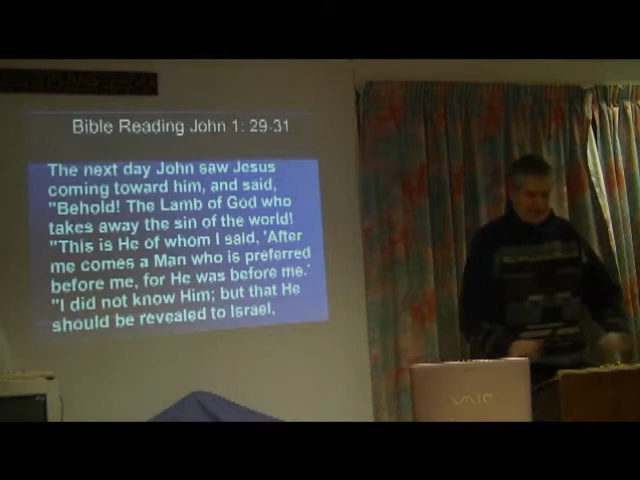 Bible Reading John 1: 29-31
The next day John saw Jesus
coming toward him, and said,
"Behold! The Lamb of God who
takes away the sin of the world!
"This is He of whom I said, 'After
me comes a Man who is preferred
before me, for He was before me.'
"I did not know Him; but that He
should be revealed to Israel,
VAIO